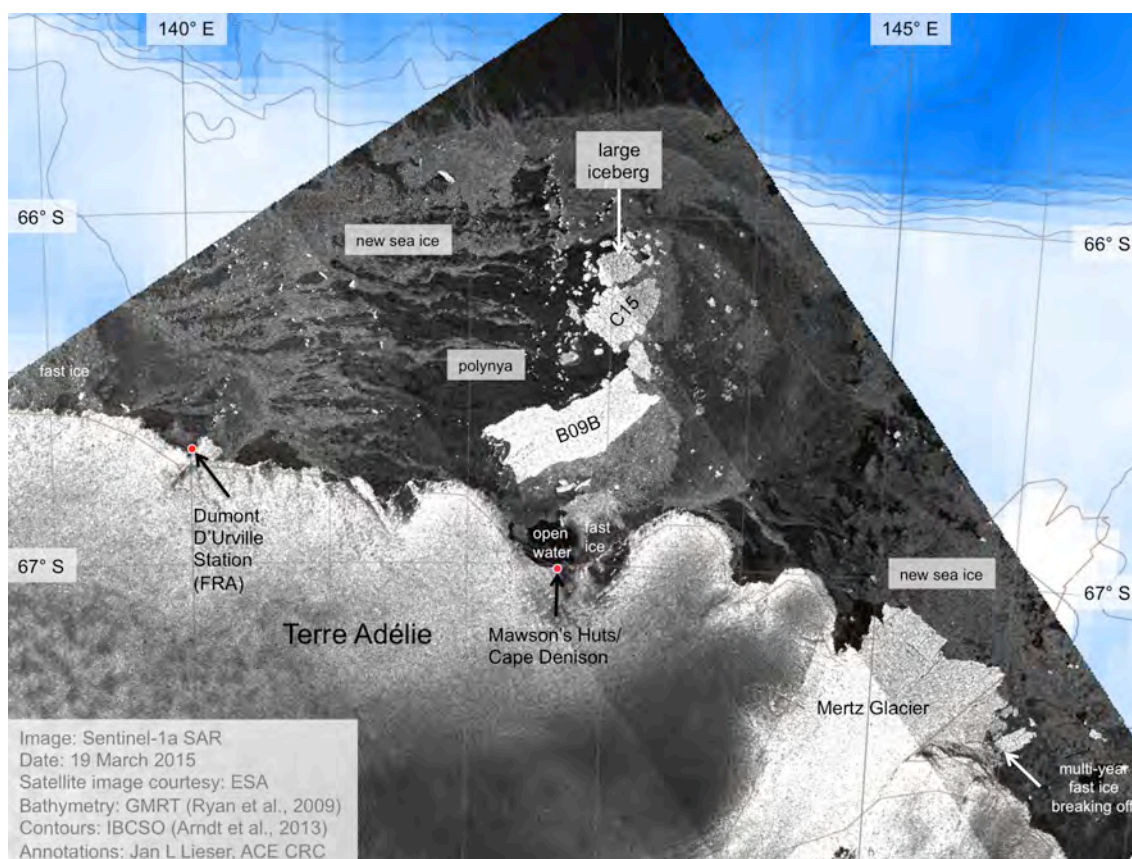 140° E
145° E
large
iceberg
66° S
66° S
new sea ice
C15
polynya
fast ice
B09B
Dumont
D'Urville
Station
(FRA)
open
water
fast
ice
67° S
new sea ice
67° S
Terre Adélie
Mawson's Huts/
Cape Denison
Mertz Glacier
multi-year
fast ice
breaking off
Image: Sentinel-1a SAR
Date: 19 March 2015
Satellite image courtesy: ESA
Bathymetry: GMRT (Ryan et al., 2009)
Contours: IBCSO (Arndt et al., 2013)
Annotations: Jan L Lieser, ACE CRC